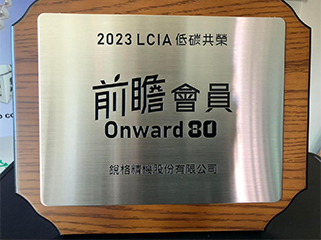 2023 LCIA 低碳共榮
前瞻會員
Onward 80
銳格精機股份有限公司